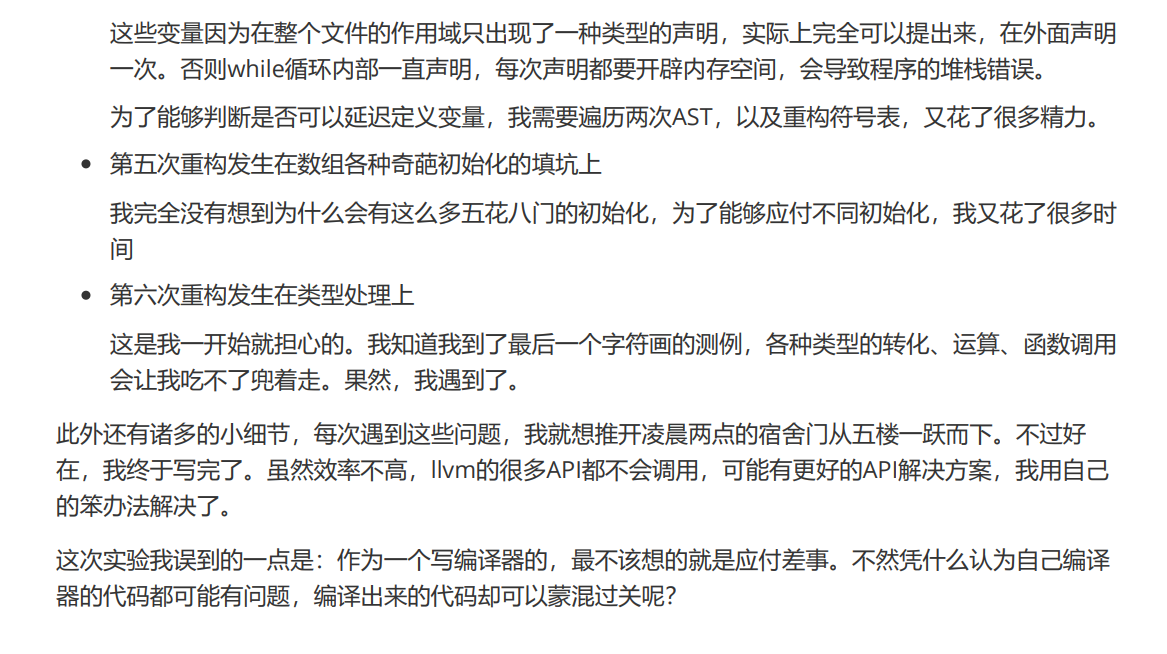 这些变量因为在整个文件的作用域只出现了一种类型的声明，实际上完全可以提出来，在外面声明
一次。否则while循环内部一直声明，每次声明都要开辟内存空间，会导致程序的堆栈错误。
为了能够判断是否可以延迟定义变量，我需要遍历两次AST，以及重构符号表，又花了很多精力。
• 第五次重构发生在数组各种奇葩初始化的填坑上
我完全没有想到为什么会有这么多五花八门的初始化，为了能够应付不同初始化，我又花了很多时
间
• 第六次重构发生在类型处理上
这是我一开始就担心的。我知道我到了最后一个字符画的测例，各种类型的转化、运算、函数调用
会让我吃不了兜着走。果然，我遇到了。
此外还有诸多的小细节，每次遇到这些问题，我就想推开凌晨两点的宿舍门从五楼一跃而下。不过好
在，我终于写完了。虽然效率不高，llvm的很多API都不会调用，可能有更好的API解决方案，我用自己
的笨办法解决了。
这次实验我误到的一点是：作为一个写编译器的，最不该想的就是应付差事。不然凭什么认为自己编译
器的代码都可能有问题，编译出来的代码却可以蒙混过关呢？